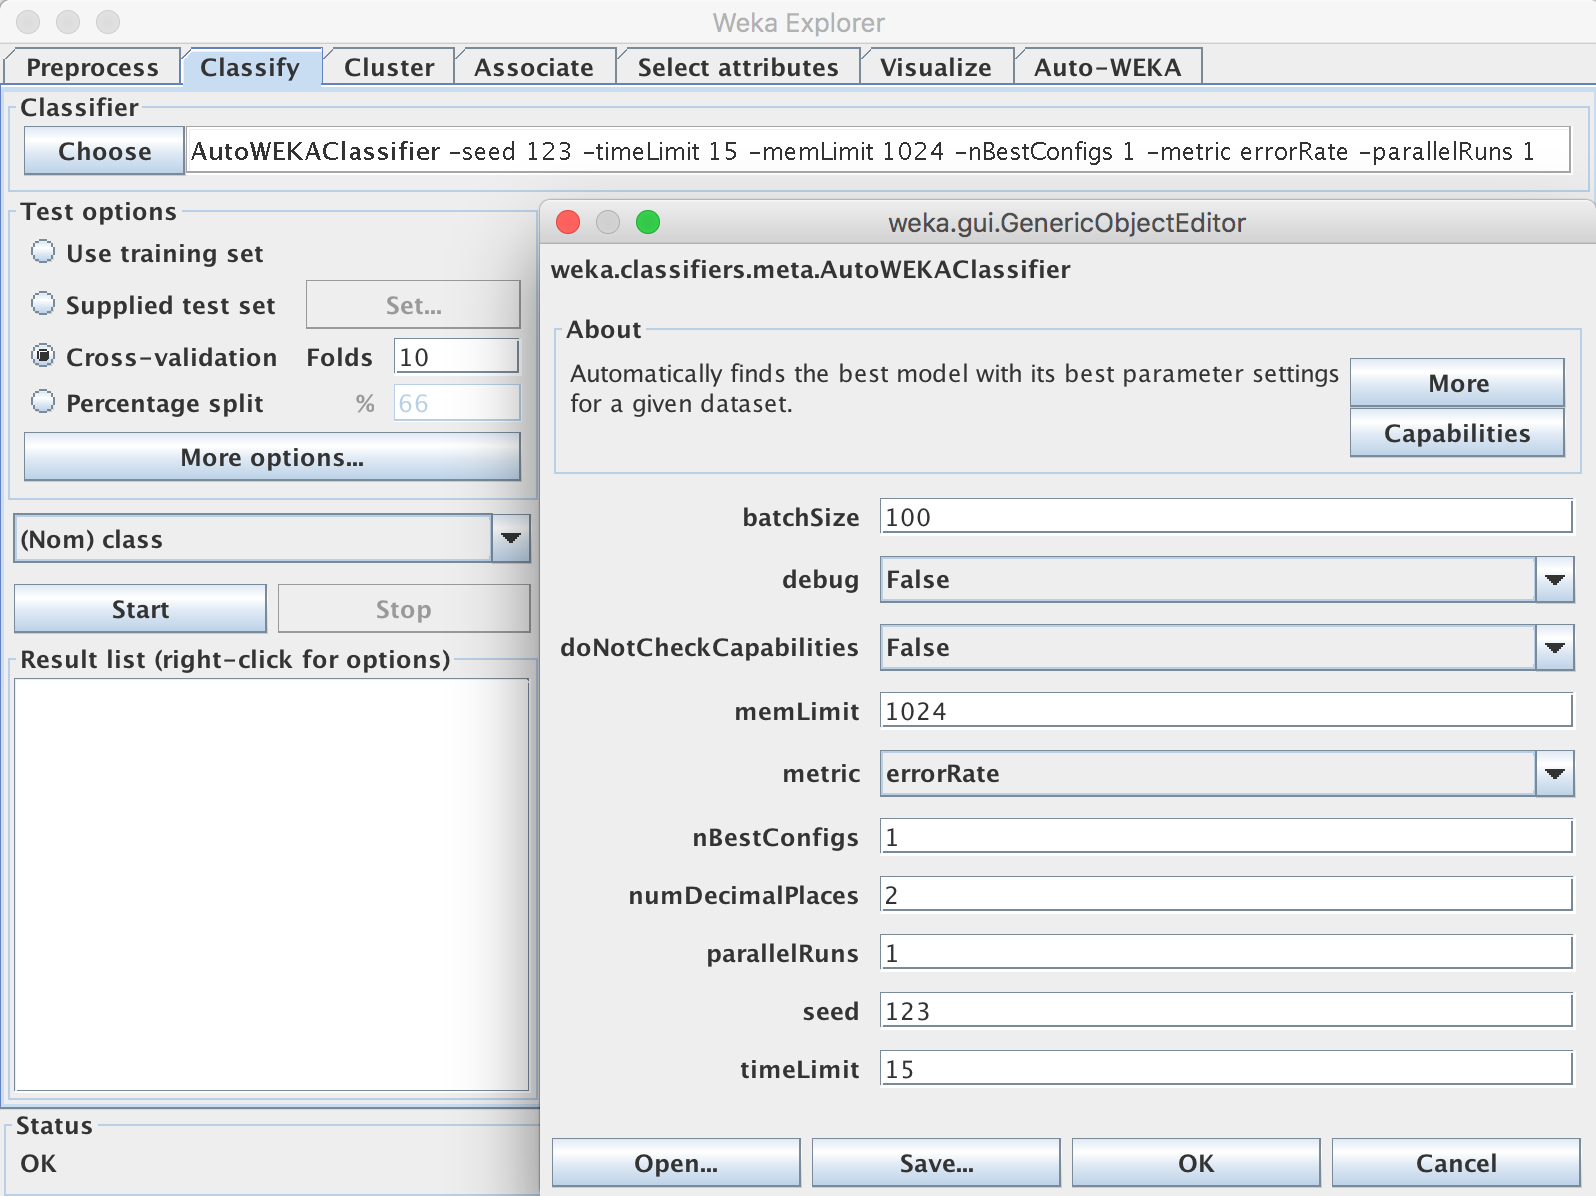 Weka Explorer
Preprocess Classify Cluster Associate Select attributes Visualize Auto-WEKA
Classifier
Choose AutoWEKAClassifier -seed 123 -timeLimit 15 -memLimit 1024 -nBestConfigs 1 -metric errorRate -parallelRuns 1
Test options
Use training set
Supplied test set Set...
Cross-validation Folds 10
Percentage split % 66
More options...
(Nom) class
Start Stop
Result list (right-click for options)
Status
OK
weka.gui.GenericObjectEditor
weka.classifiers.meta.AutoWEKAClassifier
About
Automatically finds the best model with its best parameter settings
for a given dataset.
More
Capabilities
batchSize 100
debug False
doNotCheckCapabilities False
memLimit 1024
metric errorRate
nBestConfigs 1
numDecimalPlaces 2
parallelRuns 1
seed 123
timeLimit 15
Open... Save... OK Cancel